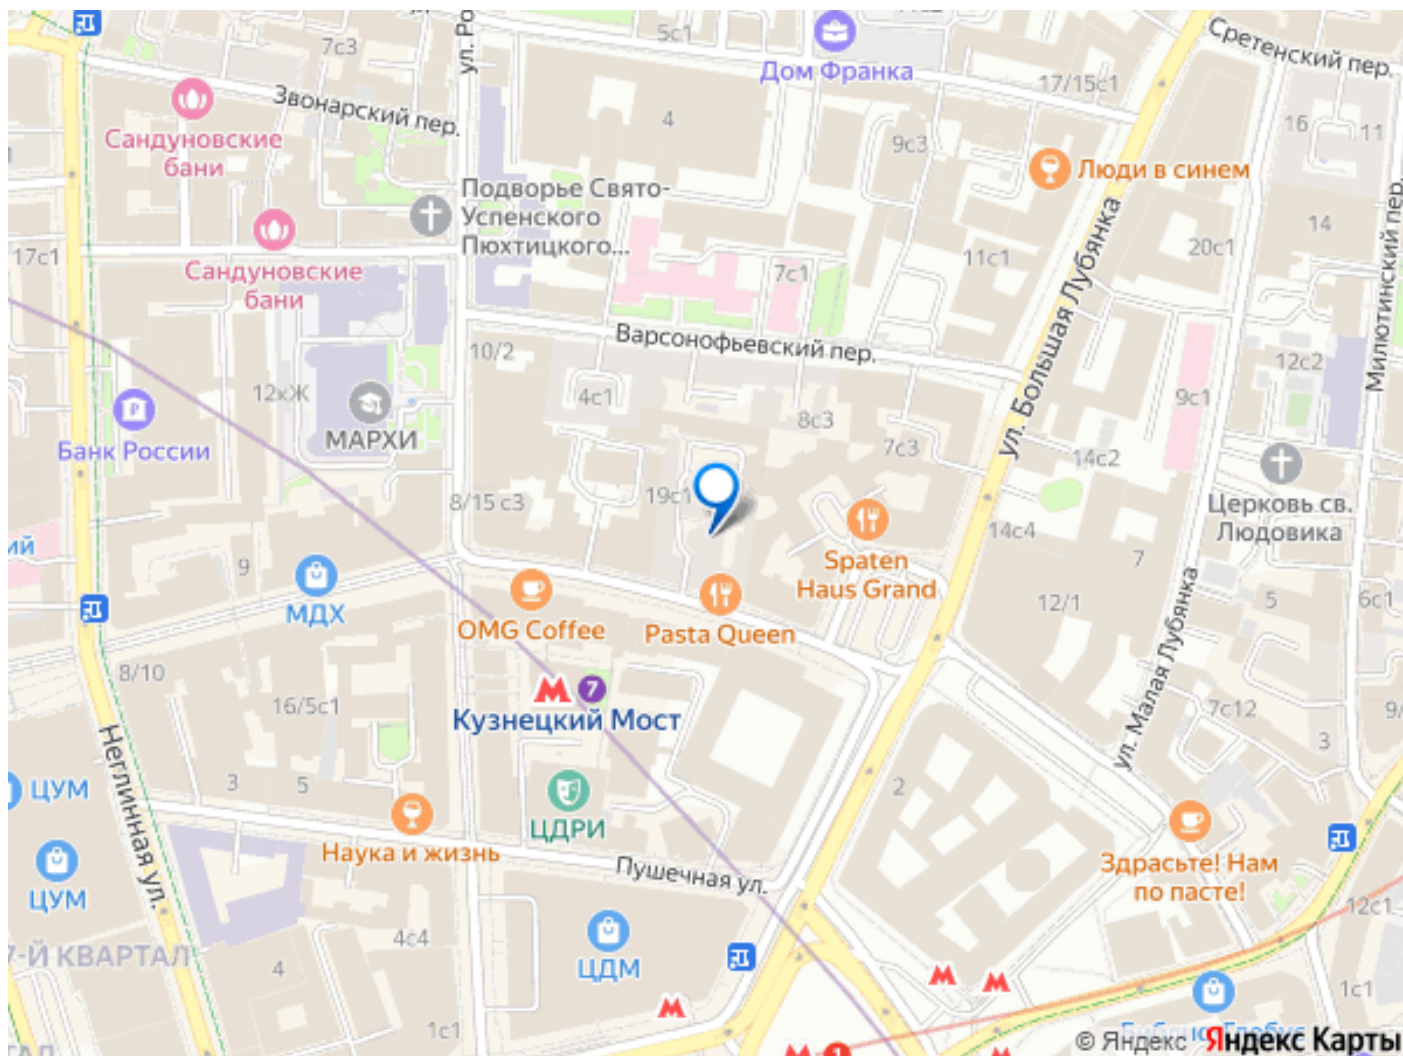 ул. Ро
5с1
Сретенский пер.
7с3
Дом Франка
17/15с1
Звонарский пер.
4
16
11
Сандуновские
бани
9с3
Люди в синем
Подворье Свято-
Успенского
Пюхтицкого...
14
17с1
Сандуновские
бани
7с1
11с1
20с1
ул. Большая Лубянка
Милютинский пер.
Варсонофьевский пер.
10/2
12с2
12кЖ
4с1
9с1
8с3
МАРХИ
Банк России
7с3
14с2
19с1
8/15 с3
Церковь св.
Людовика
14с4
ий
9
7
Spaten
Haus Grand
МДХ
OMG Coffee
Pasta Queen
12/1
5
6с1
ул. Малая Лубянка
8/10
16/5с1
7
Кузнецкий Мост
7с12
9/
3
Неглинная ул.
ЦУМ
3
5
2
ЦДРИ
Наука и жизнь
Пушечная ул.
Здрасьте! Нам
по пасте!
ЦУМ
12с1
4с4
7-Й КВАРТАЛ
4
ЦДМ
1с1
1с1
1
© Яндекс
Яндекс Карты